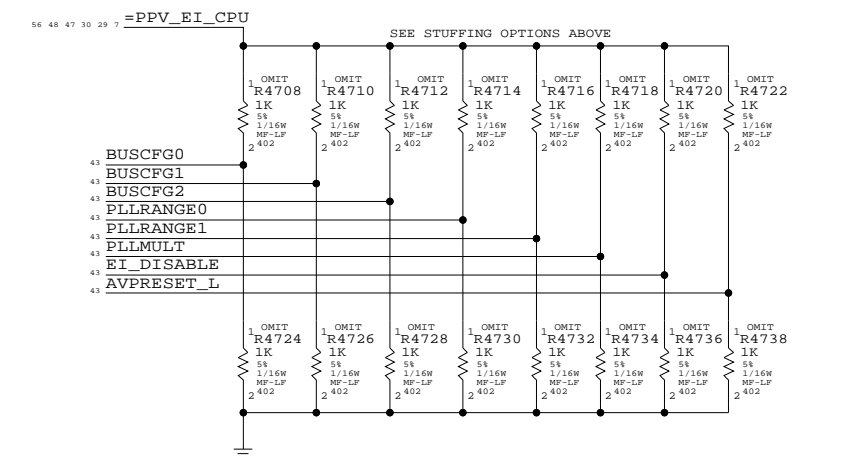 56 48 47 30 29 7 =PPV_EI_CPU
SEE STUFFING OPTIONS ABOVE
1 OMIT 1 OMIT 1 OMIT 1 OMIT 1 OMIT 1 OMIT 1 OMIT 1 OMIT
R4708 R4710 R4712 R4714 R4716 R4718 R4720 R4722
1K 1K 1K 1K 1K 1K 1K 1K
5% 5% 5% 5% 5% 5% 5% 5%
1/16W 1/16W 1/16W 1/16W 1/16W 1/16W 1/16W 1/16W
MF-LF MF-LF MF-LF MF-LF MF-LF MF-LF MF-LF MF-LF
2 402 2 402 2 402 2 402 2 402 2 402 2 402 2 402
43 BUSCFG0
43 BUSCFG1
43 BUSCFG2
43 PLLRANGE0
43 PLLRANGE1
43 PLLMULT
43 EI_DISABLE
43 AVPRESET_L
1 OMIT 1 OMIT 1 OMIT 1 OMIT 1 OMIT 1 OMIT 1 OMIT 1 OMIT
R4724 R4726 R4728 R4730 R4732 R4734 R4736 R4738
1K 1K 1K 1K 1K 1K 1K 1K
5% 5% 5% 5% 5% 5% 5% 5%
1/16W 1/16W 1/16W 1/16W 1/16W 1/16W 1/16W 1/16W
MF-LF MF-LF MF-LF MF-LF MF-LF MF-LF MF-LF MF-LF
2 402 2 402 2 402 2 402 2 402 2 402 2 402 2 402